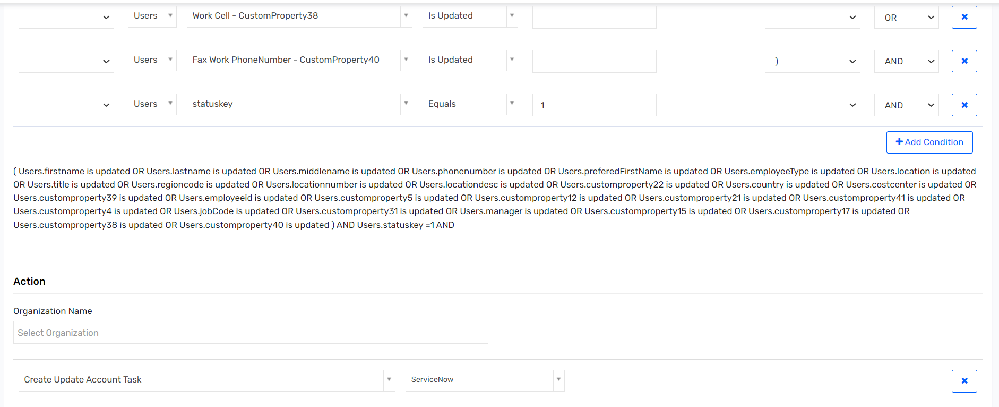 Users Work Cell - CustomProperty38 Is Updated OR
Users Fax Work PhoneNumber - CustomProperty40 Is Updated ) AND
Users statuskey Equals 1 AND
Add Condition
( Users.firstname is updated OR Users.lastname is updated OR Users.middlename is updated OR Users.phonenumber is updated OR Users.preferedFirstName is updated OR Users.employeeType is updated OR Users.location is updated
OR Users.title is updated OR Users.regioncode is updated OR Users.locationnumber is updated OR Users.locationdesc is updated OR Users.customproperty22 is updated OR Users.country is updated OR Users.costcenter is updated OR
Users.customproperty39 is updated OR Users.employeeid is updated OR Users.customproperty5 is updated OR Users.customproperty12 is updated OR Users.customproperty21 is updated OR Users.customproperty41 is updated OR
Users.customproperty4 is updated OR Users.jobCode is updated OR Users.customproperty31 is updated OR Users.manager is updated OR Users.customproperty15 is updated OR Users.customproperty17 is updated OR
Users.customproperty38 is updated OR Users.customproperty40 is updated ) AND Users.statuskey =1 AND
Action
Organization Name
Select Organization
Create Update Account Task ServiceNow